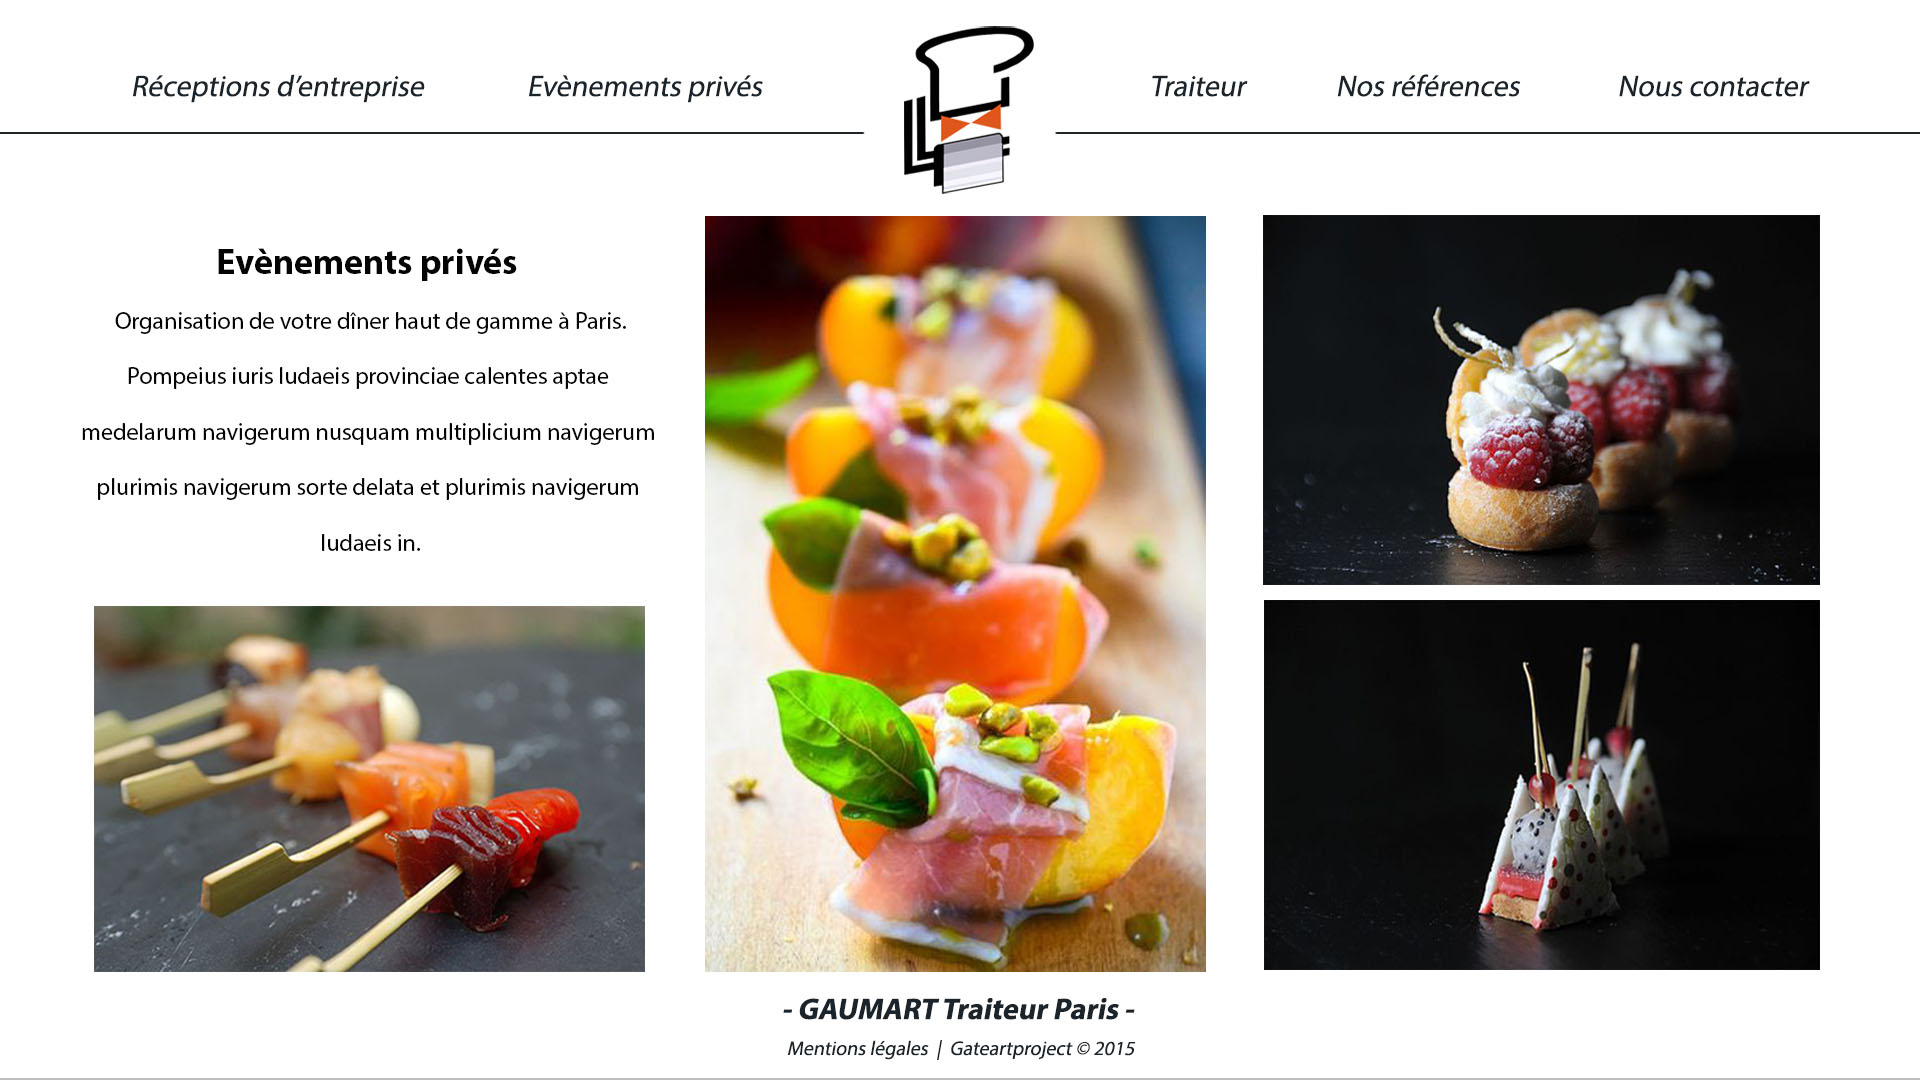 Réceptions d’entreprise
Evènements privés
Traiteur
Nos références
Nous contacter
Evènements privés
Organisation de votre dîner haut de gamme à Paris.
Pompeius iuris Iudaeis provinciae calentes aptae
medelarum navigerum nusquam multiplicium navigerum
plurimis navigerum sorte delata et plurimis navigerum
Iudaeis in.
- GAUMART Traiteur Paris -
Mentions légales | Gateartproject © 2015